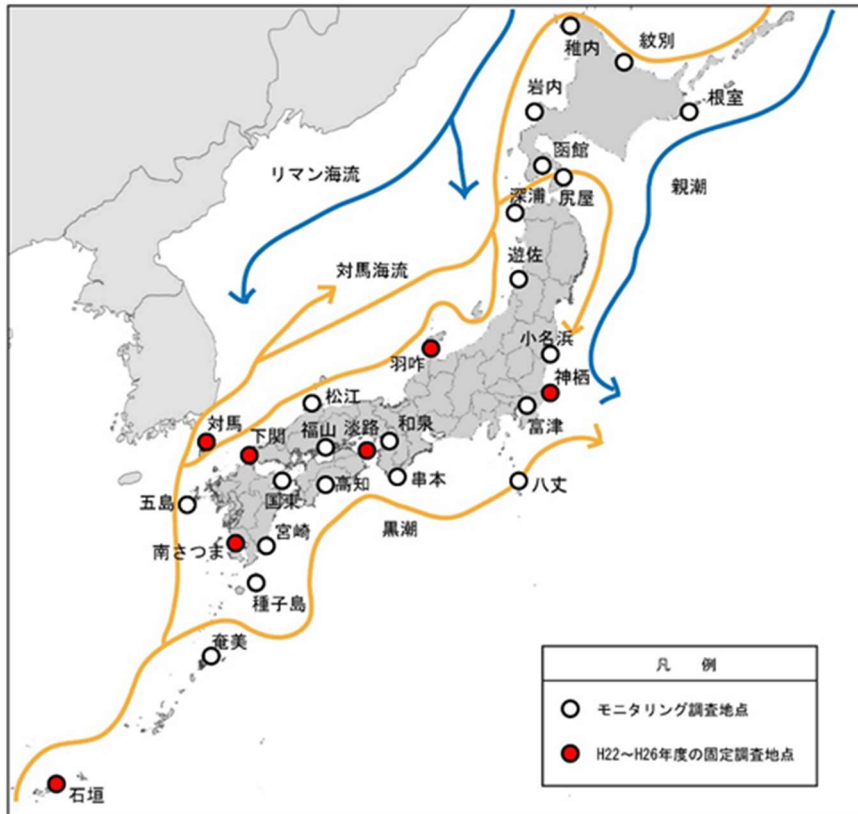 稚内
紋別
岩内
根室
函館
リマン海流
尻屋
親潮
深浦
遊佐
対馬海流
小名浜
羽咋
神栖
松江
富津
対馬
下関
福山
淡路
和泉
五島
国東
高知
串本
八丈
黒潮
宮崎
南さつま
種子島
奄美
石垣
凡 例
モニタリング調査地点
H22～H26年度の固定調査地点